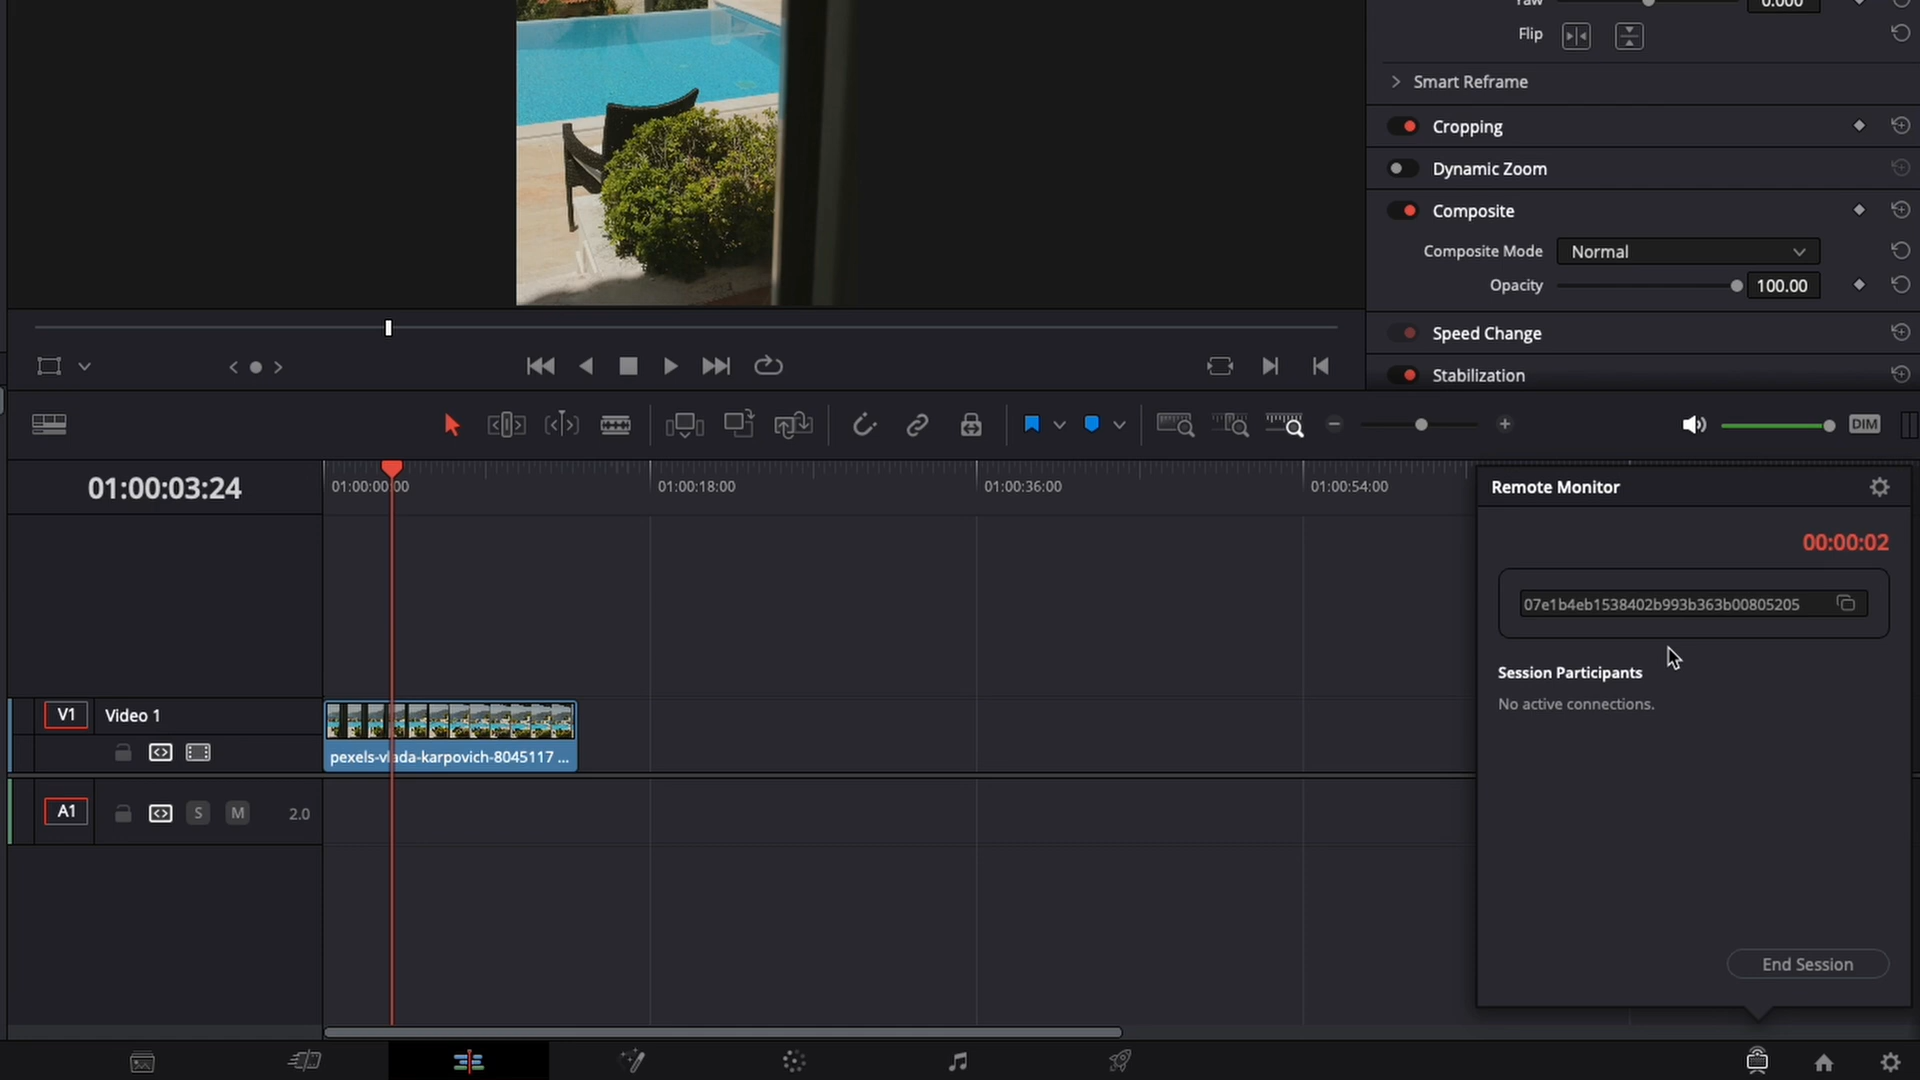 Yaw
0.000
Flip
Smart Reframe
Cropping
Dynamic Zoom
Composite
Composite Mode
Normal
Opacity
100.00
Speed Change
Stabilization
DIM
01:00:03:24
01:00:00:00
01:00:18:00
01:00:36:00
01:00:54:00
Remote Monitor
00:00:02
07e1b4eb1538402b993b363b00805205
Session Participants
No active connections.
V1
Video 1
pexels-vlada-karpovich-8045117 ...
A1
S
M
2.0
End Session